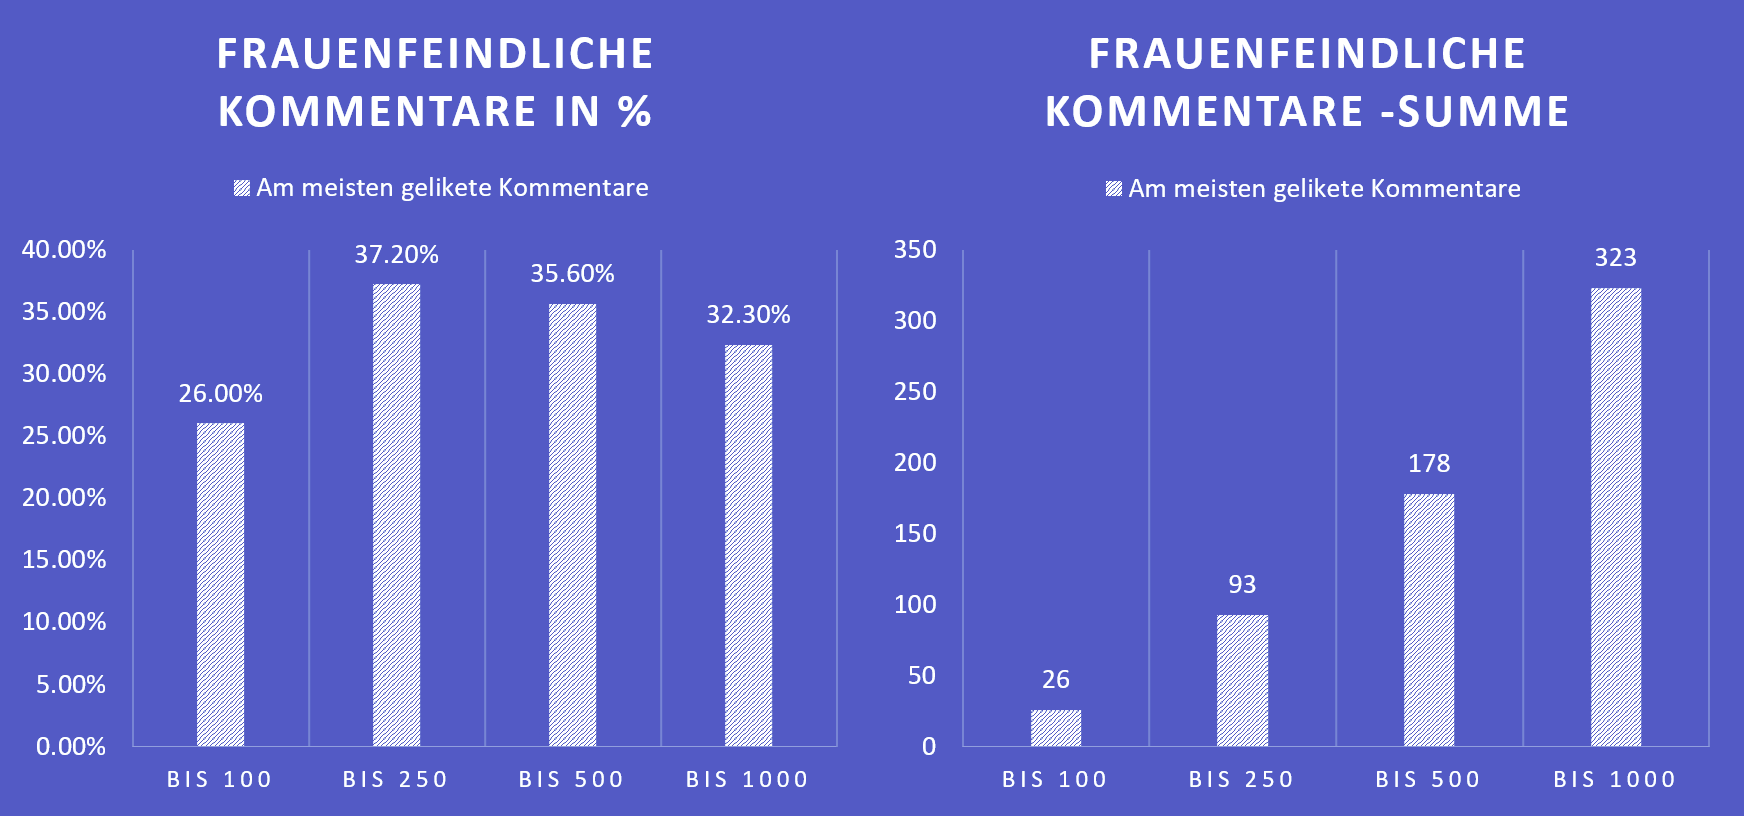 FRAUENFEINDLICHE
KOMMENTARE IN %
Am meisten gelikete Kommentare
40.00%
35.00%
30.00%
25.00%
20.00%
15.00%
10.00%
5.00%
0.00%
26.00%
37.20%
35.60%
32.30%
BIS 100
BIS 250
BIS 500
BIS 1000
FRAUENFEINDLICHE
KOMMENTARE -SUMME
Am meisten gelikete Kommentare
350
300
250
200
150
100
50
0
26
93
178
323
BIS 100
BIS 250
BIS 500
BIS 1000